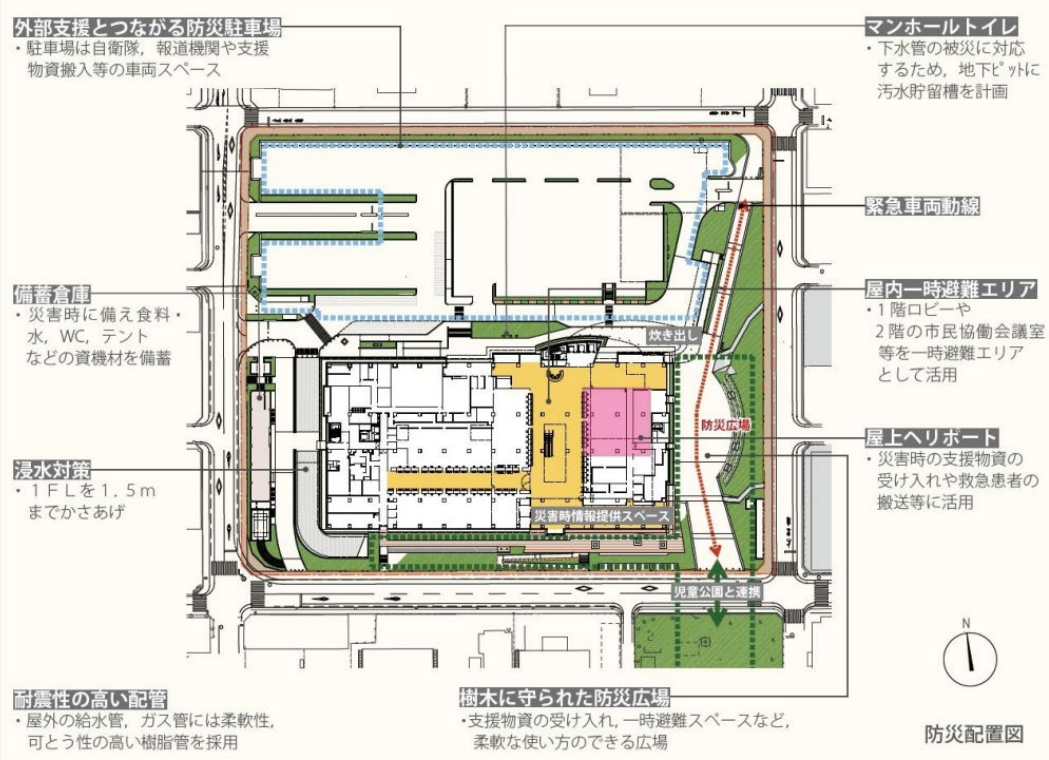 外部支援とつながる防災駐車場
・駐車場は自衛隊，報道機関や支援
物資搬入等の車両スペース
マンホールトイレ
・下水管の被災に対応
するため，地下ピットに
汚水貯留槽を計画
緊急車両動線
備蓄倉庫
・災害時に備え食料・
水，WC，テント
などの資機材を備蓄
屋内一時避難エリア
・1階ロビーや
2階の市民協働会議室
等を一時避難エリア
として活用
炊き出し
防災広場
屋上ヘリポート
・災害時の支援物資の
受け入れや救急患者の
搬送等に活用
浸水対策
・１ＦＬを１．５ｍ
までかさあげ
災害時情報提供スペース
児童公園と連携
N
耐震性の高い配管
・屋外の給水管，ガス管には柔軟性，
可とう性の高い樹脂管を採用
樹木に守られた防災広場
・支援物資の受け入れ，一時避難スペースなど，
柔軟な使い方のできる広場
防災配置図